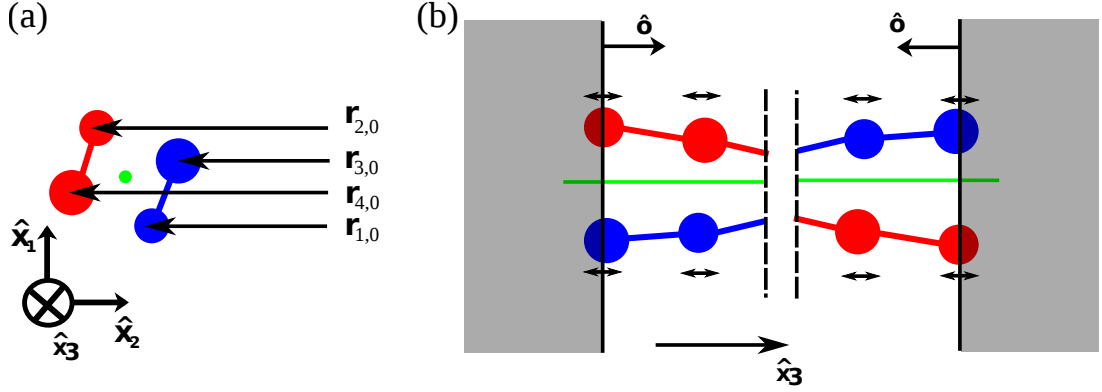 (a)
r2,0
r3,0
r4,0
r1,0
x̂1
x̂2
x̂3
(b)
ô
ô
x̂3